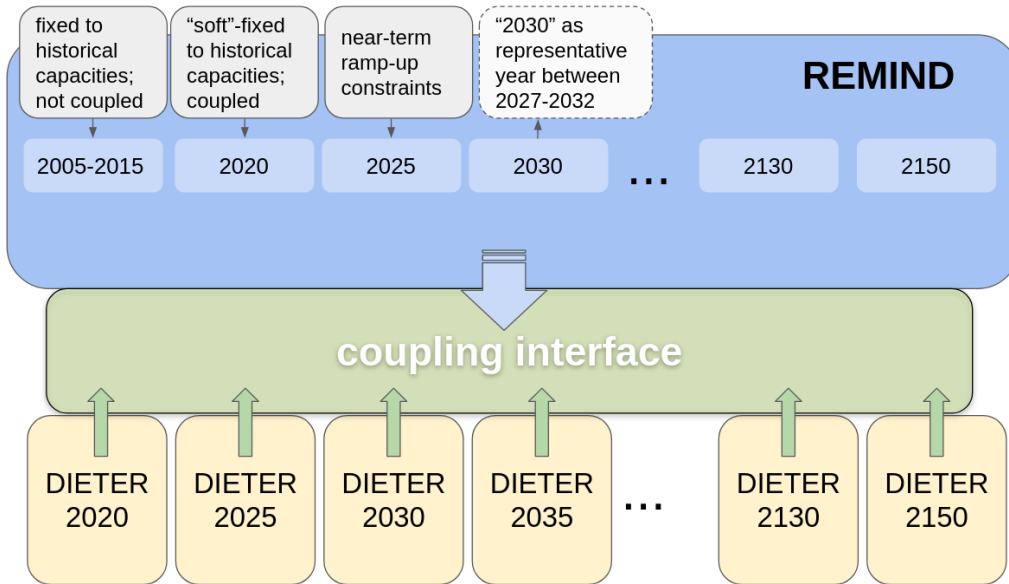 fixed to
historical
capacities;
not coupled
“soft”-fixed
to historical
capacities;
coupled
near-term
ramp-up
constraints
“2030” as
representative
year between
2027-2032
REMIND
2005-2015
2020
2025
2030
...
2130
2150
coupling interface
DIETER
2020
DIETER
2025
DIETER
2030
DIETER
2035
...
DIETER
2130
DIETER
2150